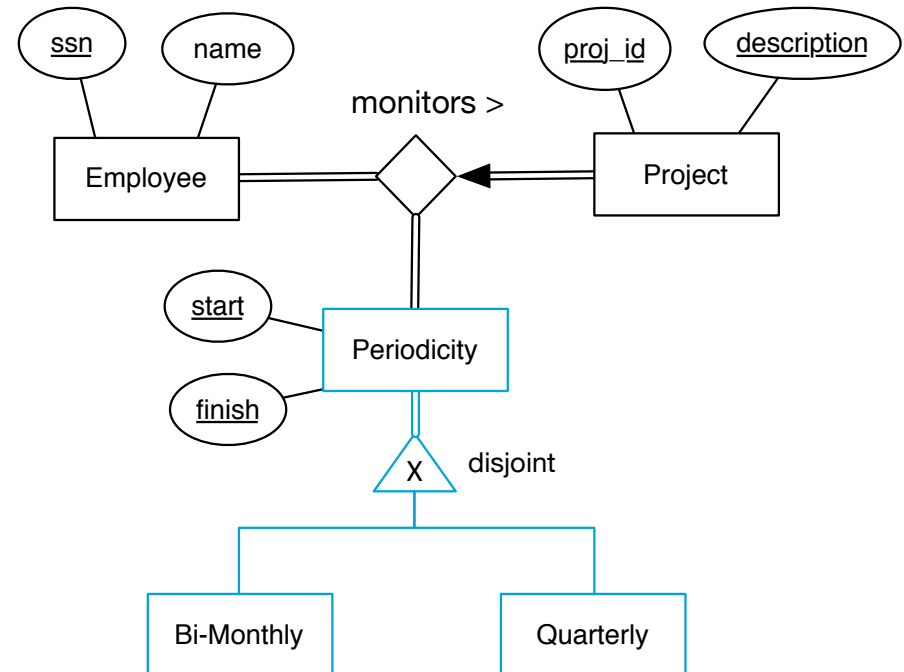 ssn
name
proj_id
description
monitors >
Employee
Project
start
Periodicity
finish
X
disjoint
Bi-Monthly
Quarterly